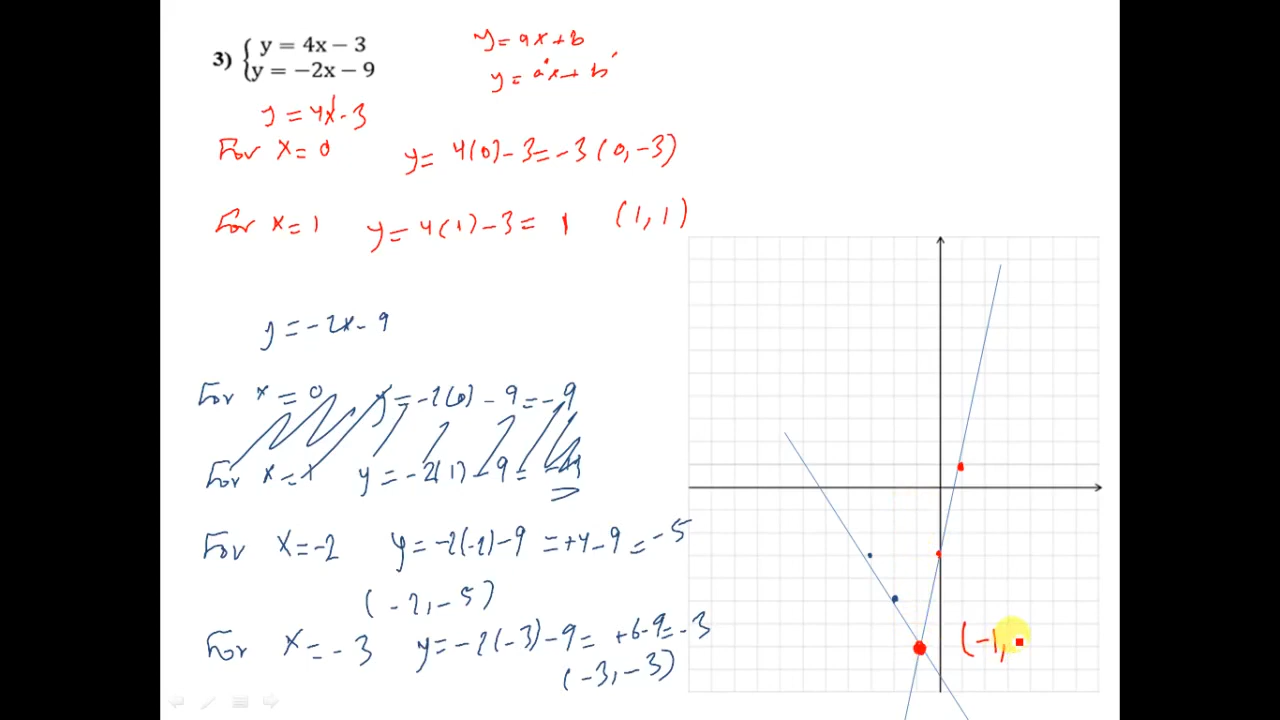 3) { y = 4x − 3
y = −2x − 9
y = ax + b
y = a'x + b'
y = 4x - 3
For x = 0 y = 4(0) - 3 = -3 (0, -3)
For x = 1 y = 4(1) - 3 = 1 (1, 1)
y = -2x - 9
For x = 0 y = -2(0) - 9 = -9
For x = 1 y = -2(1) - 9 =
For x = -2 y = -2(-2) - 9 = +4 - 9 = -5
(-2, -5)
For x = -3 y = -2(-3) - 9 = +6 - 9 = -3
(-3, -3)
(-1,